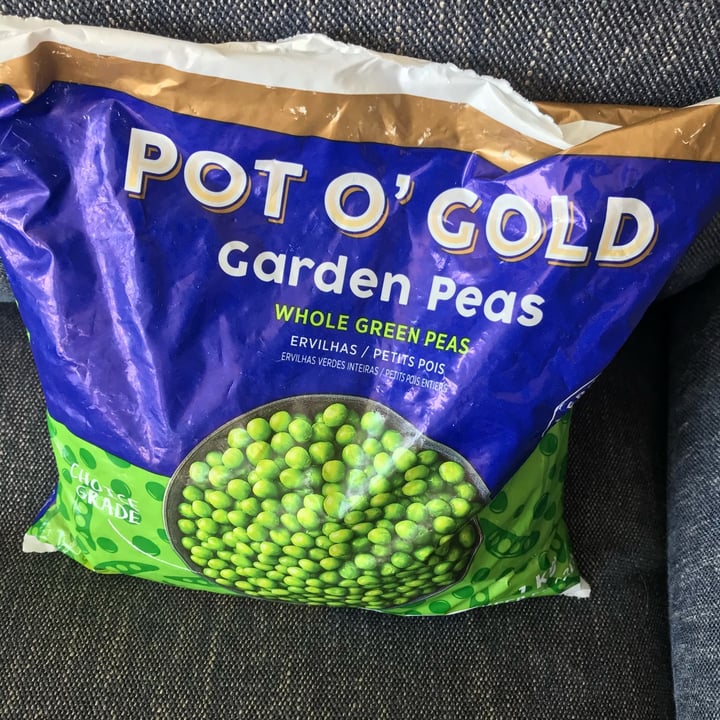 POT O' GOLD
Garden Peas
WHOLE GREEN PEAS
ERVILHAS / PETITS POIS
ERVILHAS VERDES INTEIRAS / PETITS POIS ENTIERS
CHOICE
GRADE